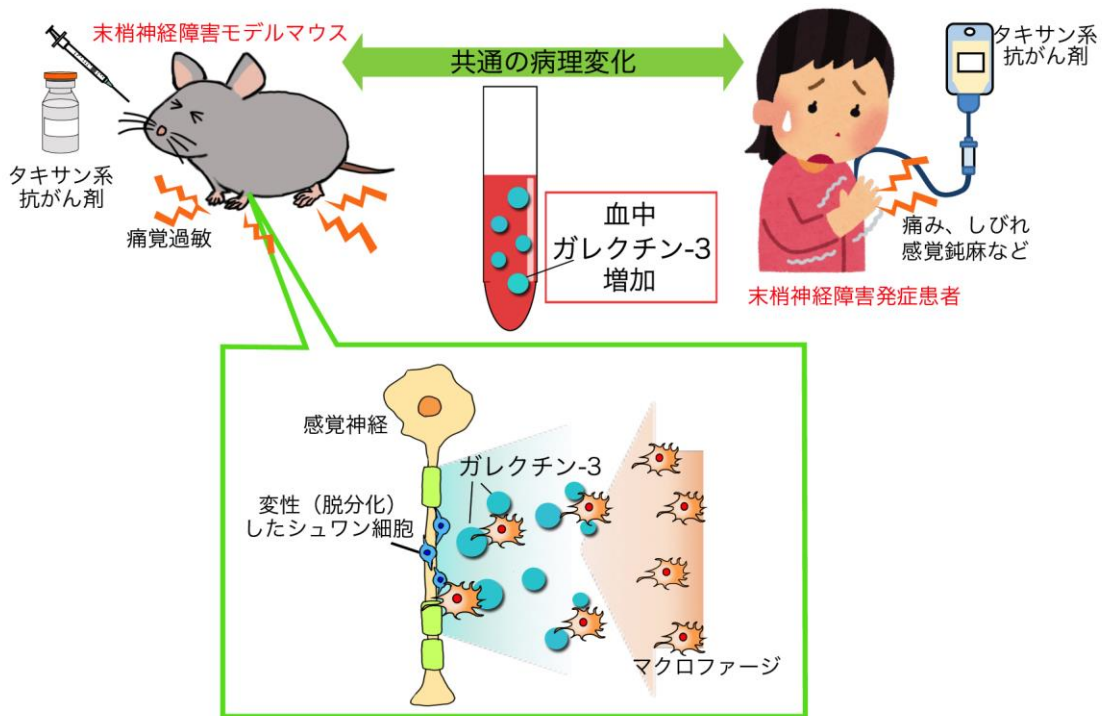 末梢神経障害モデルマウス
タキサン系
抗がん剤
痛覚過敏
共通の病理変化
血中
ガレクチン-3
増加
タキサン系
抗がん剤
痛み、しびれ
感覚鈍麻など
末梢神経障害発症患者
感覚神経
ガレクチン-3
変性（脱分化）
したシュワン細胞
マクロファージ